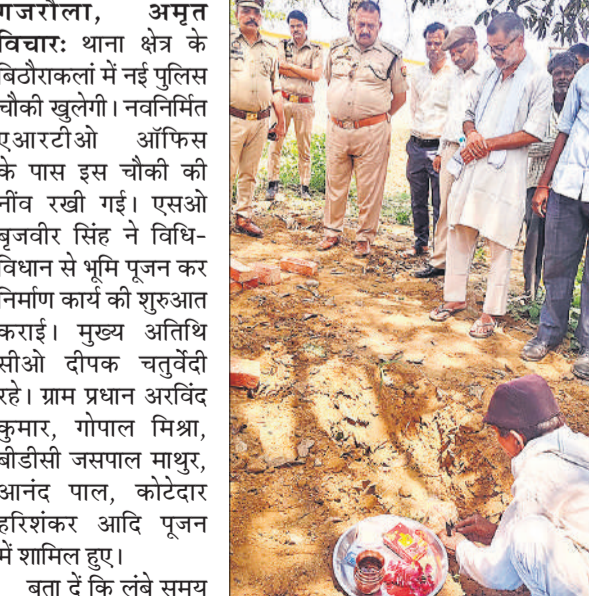 गजरौला, अमृत
विचारः थाना क्षेत्र के
बिठौराकलां में नई पुलिस
चौकी खुलेगी। नवनिर्मित
एआरटीओ ऑफिस
के पास इस चौकी की
नींव रखी गई। एसओ
बृजवीर सिंह ने विधि-
विधान से भूमि पूजन कर
निर्माण कार्य की शुरुआत
कराई। मुख्य अतिथि
सीओ दीपक चतुर्वेदी
रहे। ग्राम प्रधान अरविंद
कुमार, गोपाल मिश्रा,
बीडीसी जसपाल माथुर,
आनंद पाल, कोटेदार
हरिशंकर आदि पूजन
में शामिल हुए।
बता दें कि लंबे समय